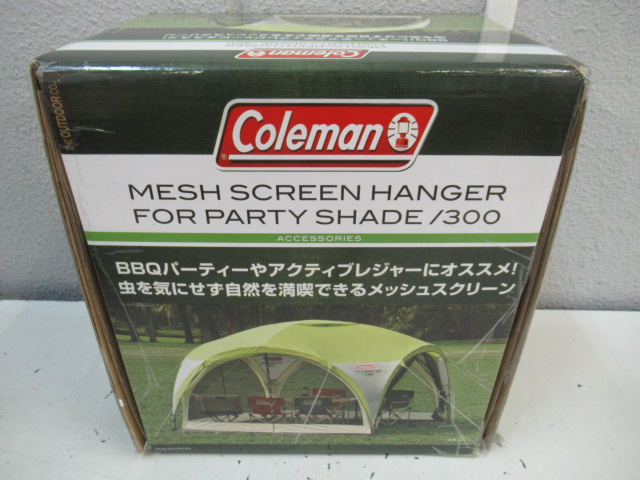 Coleman
MESH SCREEN HANGER
FOR PARTY SHADE /300
ACCESSORIES
BBQパーティーやアクティブレジャーにオススメ!
虫を気にせず自然を満喫できるメッシュスクリーン
Coleman